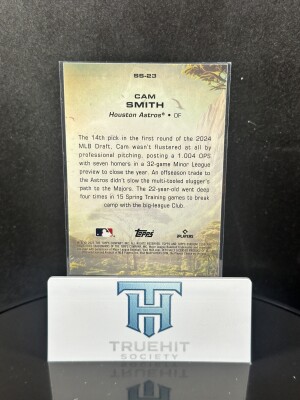 SS-23
CAM
SMITH
Houston Astros® • OF
The 14th pick in the first round of the 2024
MLB Draft, Cam wasn't flustered at all by
professional pitching, posting a 1.004 OPS
with seven homers in a 32-game Minor League
preview to close the year. An offseason trade to
the Astros didn't slow the multi-tooled slugger's
path to the Majors. The 22-year-old went deep
four times in 15 Spring Training games to break
camp with the big-league Club.
Topps
PLAYERS
TH
TRUEHIT
SOCIETY